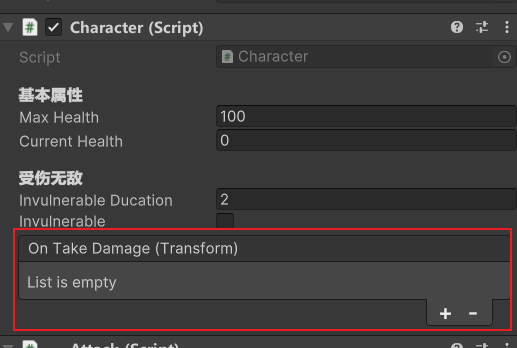 Character (Script)
Script
Character
基本属性
Max Health
100
Current Health
0
受伤无敌
Invulnerable Ducation
2
Invulnerable
On Take Damage (Transform)
List is empty
+ -
Attack (Script)